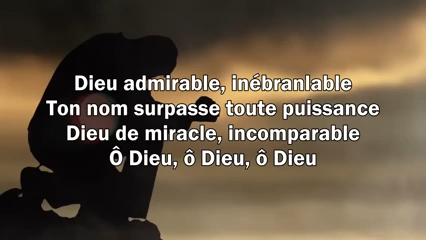 Dieu admirable, inébranlable
Ton nom surpasse toute puissance
Dieu de miracle, incomparable
Ô Dieu, ô Dieu, ô Dieu